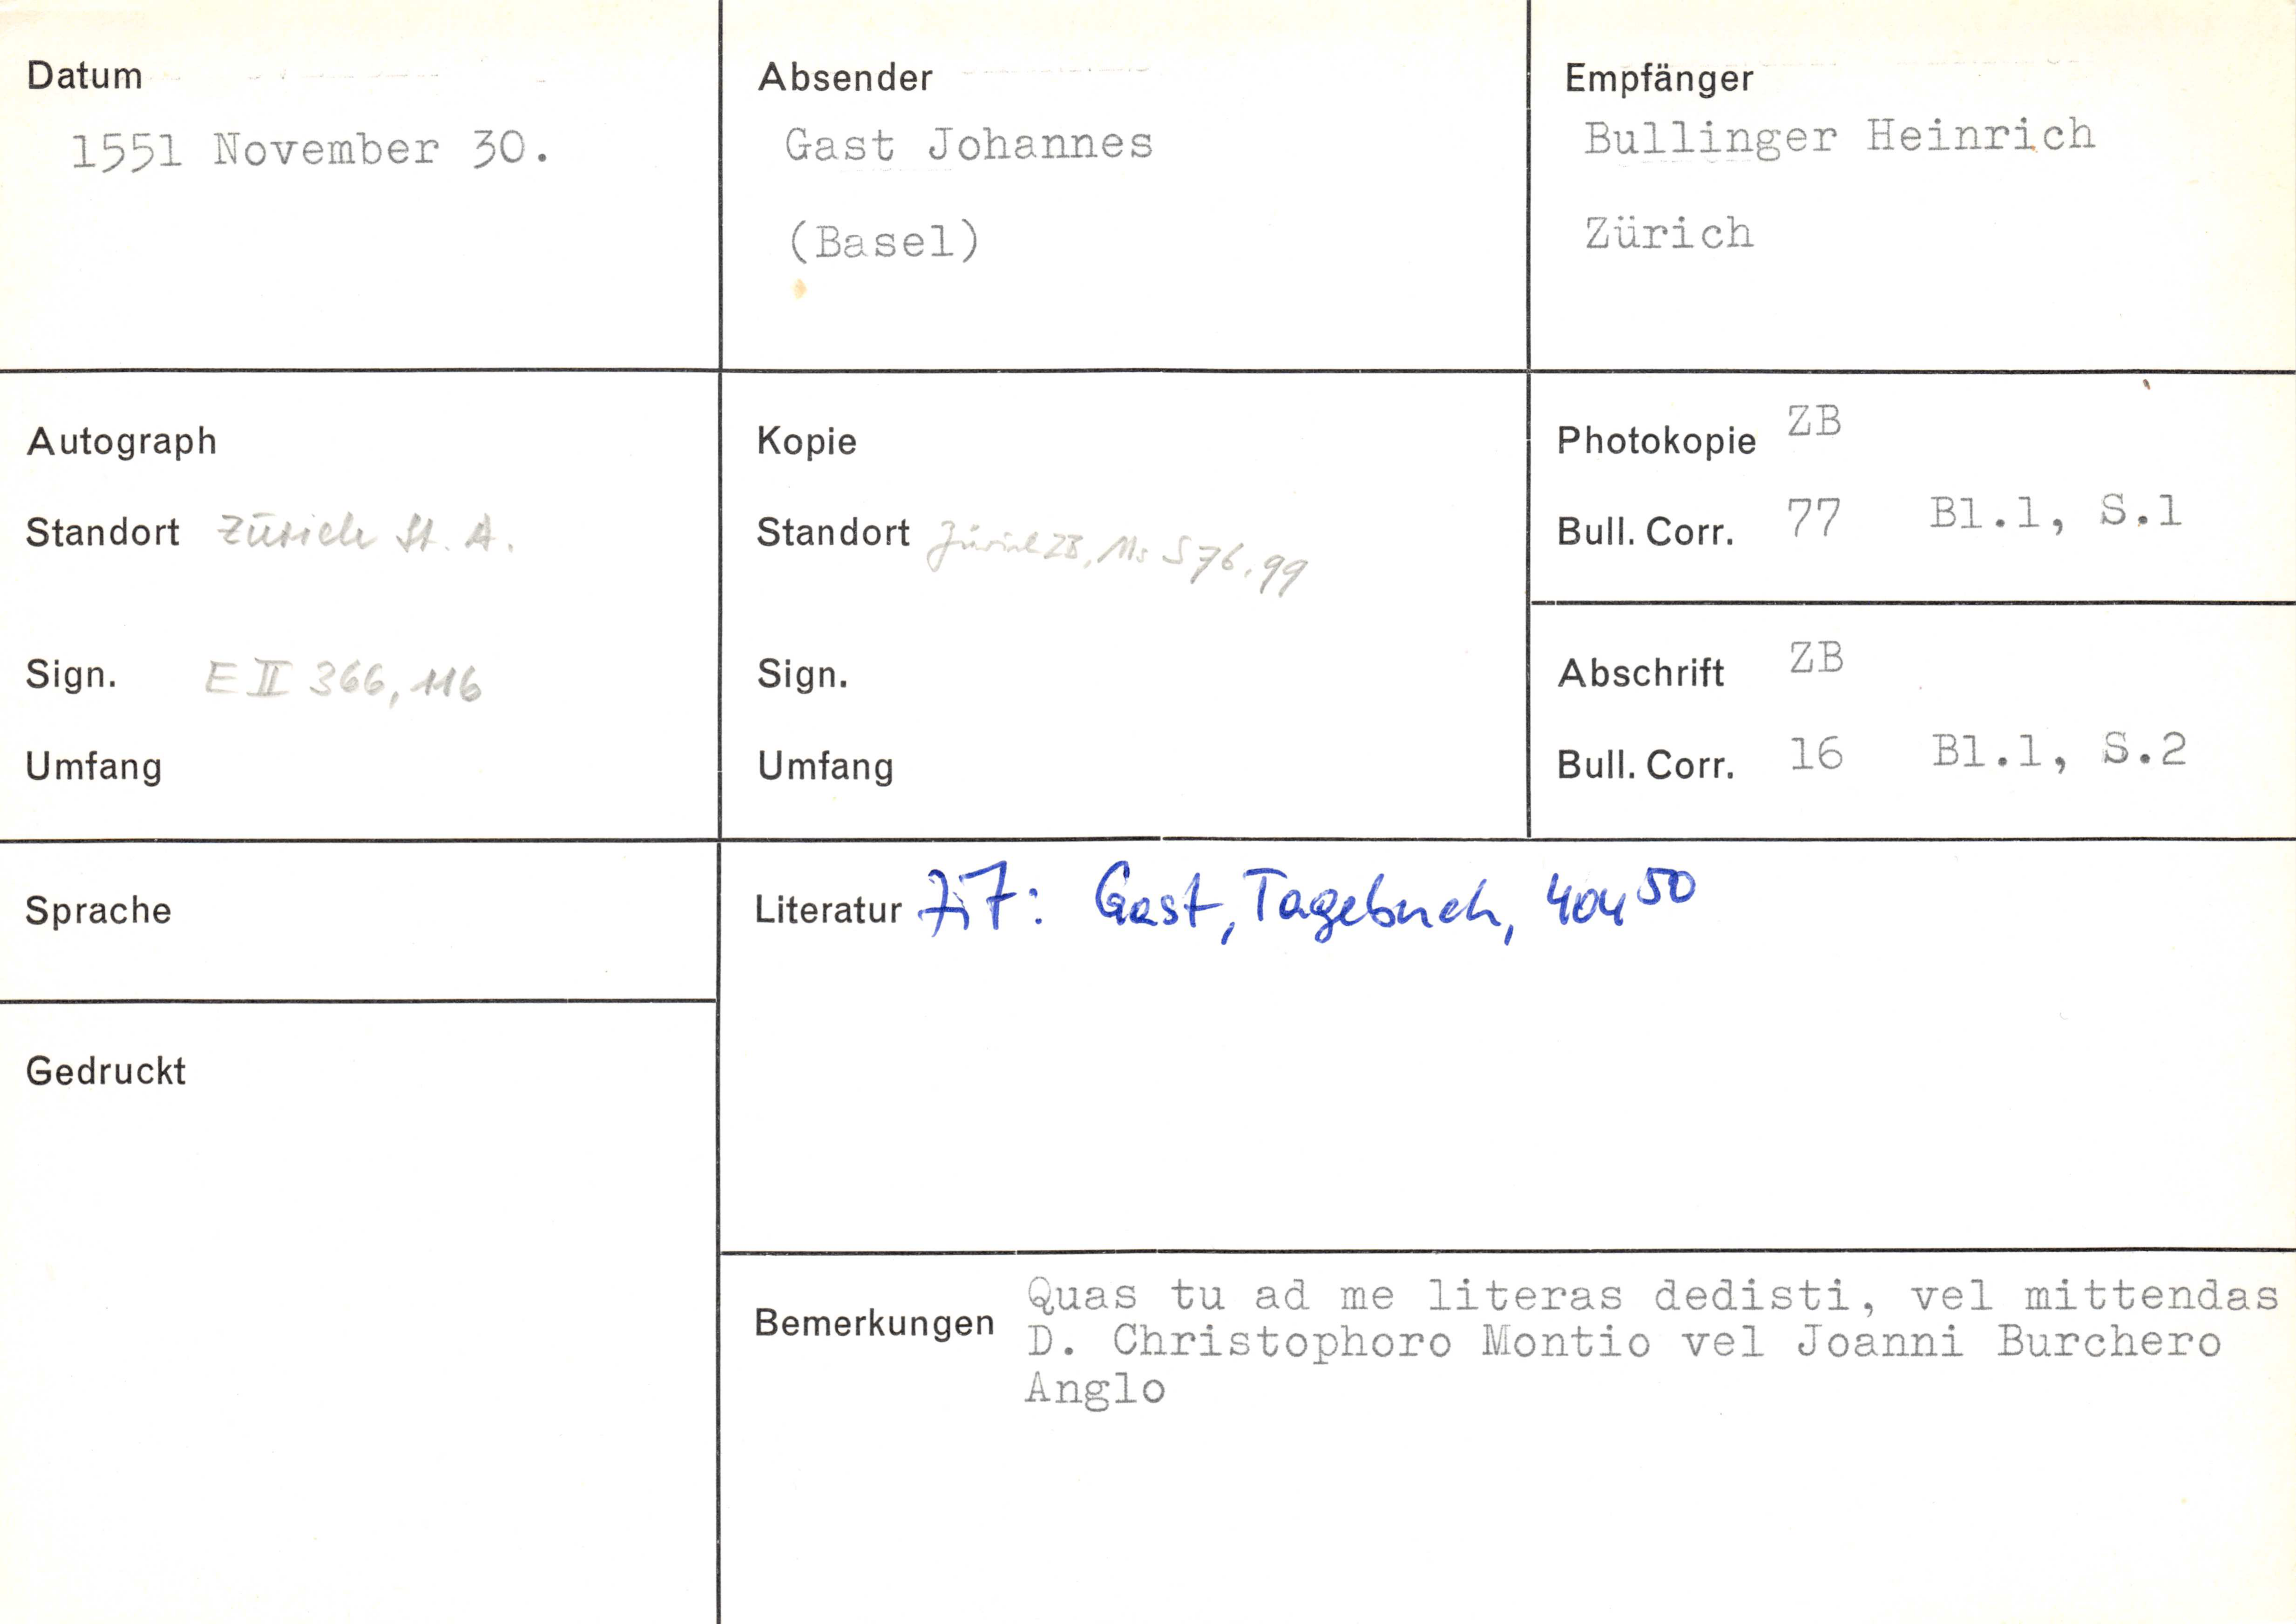 Datum
1551 November 30.
Absender
Gast Johannes
(Basel)
Empfänger
Bullinger Heinrich
Zürich
Autograph
Standort Zürich St. A.
Sign. E II 366, 116
Umfang
Kopie
Standort Zürich ZB, Ms S 76, 99
Sign.
Umfang
Photokopie ZB
Bull. Corr. 77 Bl.1, S.1
Abschrift ZB
Bull. Corr. 16 Bl.1, S.2
Sprache
Gedruckt
Literatur Gast, Tagebuch, 404 50
Bemerkungen Quas tu ad me literas dedisti, vel mittendas
D. Christophoro Montio vel Joanni Burchero
Anglo